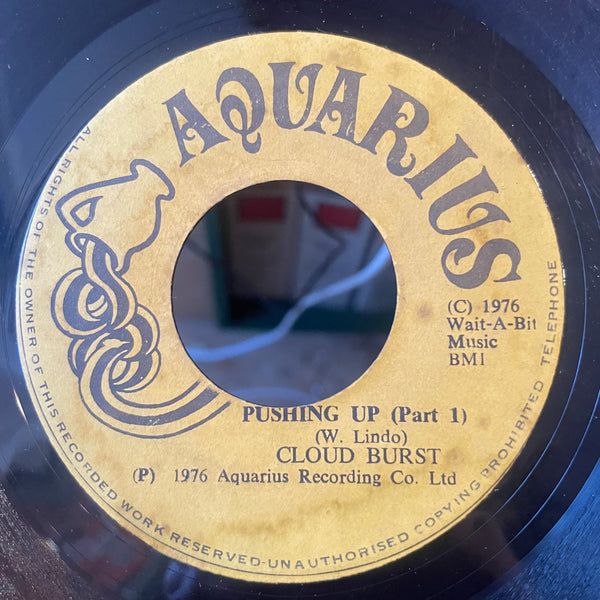 AQUARIUS
(C) 1976
Wait-A-Bit
Music
BMI
PUSHING UP (Part 1)
(W. Lindo)
CLOUD BURST
(P) 1976 Aquarius Recording Co. Ltd
ALL RIGHTS OF THE OWNER OF THIS RECORDED WORK RESERVED-UNAUTHORISED COPYING PROHIBITED TELEPHONE